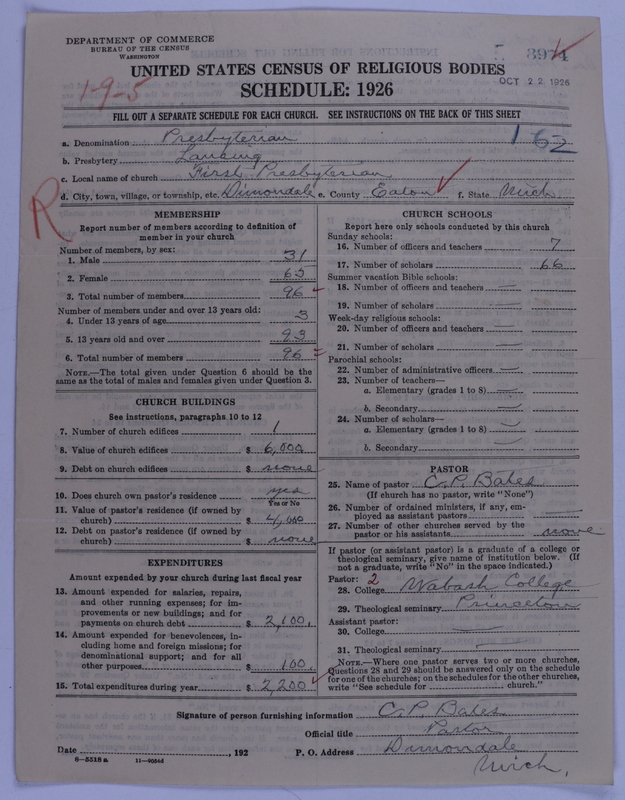 DEPARTMENT OF COMMERCE
BUREAU OF THE CENSUS
WASHINGTON
3974
OCT 22 1926
1-9-5
UNITED STATES CENSUS OF RELIGIOUS BODIES
SCHEDULE: 1926
FILL OUT A SEPARATE SCHEDULE FOR EACH CHURCH. SEE INSTRUCTIONS ON THE BACK OF THIS SHEET
162
a. Denomination Presbyterian
b. Presbytery Lansing
c. Local name of church First Presbyterian
d. City, town, village, or township, etc. Dimondale e. County Eaton f. State Mich
R
MEMBERSHIP
Report number of members according to definition of
member in your church
Number of members, by sex:
1. Male 31
2. Female 65
3. Total number of members 96
Number of members under and over 13 years old:
4. Under 13 years of age 3
5. 13 years old and over 93
6. Total number of members 96
NOTE.—The total given under Question 6 should be
same as the total of males and females given under Question 3.
CHURCH BUILDINGS
See instructions, paragraphs 10 to 12
7. Number of church edifices 1
8. Value of church edifices $ 6,000
9. Debt on church edifices $ none
10. Does church own pastor's residence yes
Yes or No
11. Value of pastor's residence (if owned by
church) $ 4,000
12. Debt on pastor's residence (if owned by
church) $ none
EXPENDITURES
Amount expended by your church during last fiscal year
13. Amount expended for salaries, repairs,
and other running expenses; for im-
provements or new buildings; and for
payments on church debt $ 2,100.
14. Amount expended for benevolences, in-
cluding home and foreign missions; for
denominational support; and for all
other purposes $ 100.
15. Total expenditures during year $ 2,200
CHURCH SCHOOLS
Report here only schools conducted by this church
Sunday schools:
16. Number of officers and teachers 7
17. Number of scholars 66
Summer vacation Bible schools:
18. Number of officers and teachers
19. Number of scholars
Week-day religious schools:
20. Number of officers and teachers
21. Number of scholars
Parochial schools:
22. Number of administrative officers
23. Number of teachers—
a. Elementary (grades 1 to 8)
b. Secondary
24. Number of scholars—
a. Elementary (grades 1 to 8)
b. Secondary
PASTOR
25. Name of pastor C. P. Bates
(If church has no pastor, write "None")
26. Number of ordained ministers, if any, em-
ployed as assistant pastors
27. Number of other churches served by the
pastor or his assistants none
If pastor (or assistant pastor) is a graduate of a college or
theological seminary, give name of institution below. (If
not a graduate, write "No" in the space indicated.)
Pastor: 2
28. College Wabash College
29. Theological seminary Princeton
Assistant pastor:
30. College
31. Theological seminary
NOTE.—Where one pastor serves two or more churches,
Questions 28 and 29 should be answered only on the schedule
for one of the churches; on the schedules for the other churches,
write "See schedule for church."
Signature of person furnishing information C. P. Bates
Official title Pastor
Date , 192 P. O. Address Dimondale
Mich.
8—5518 a 11—40546